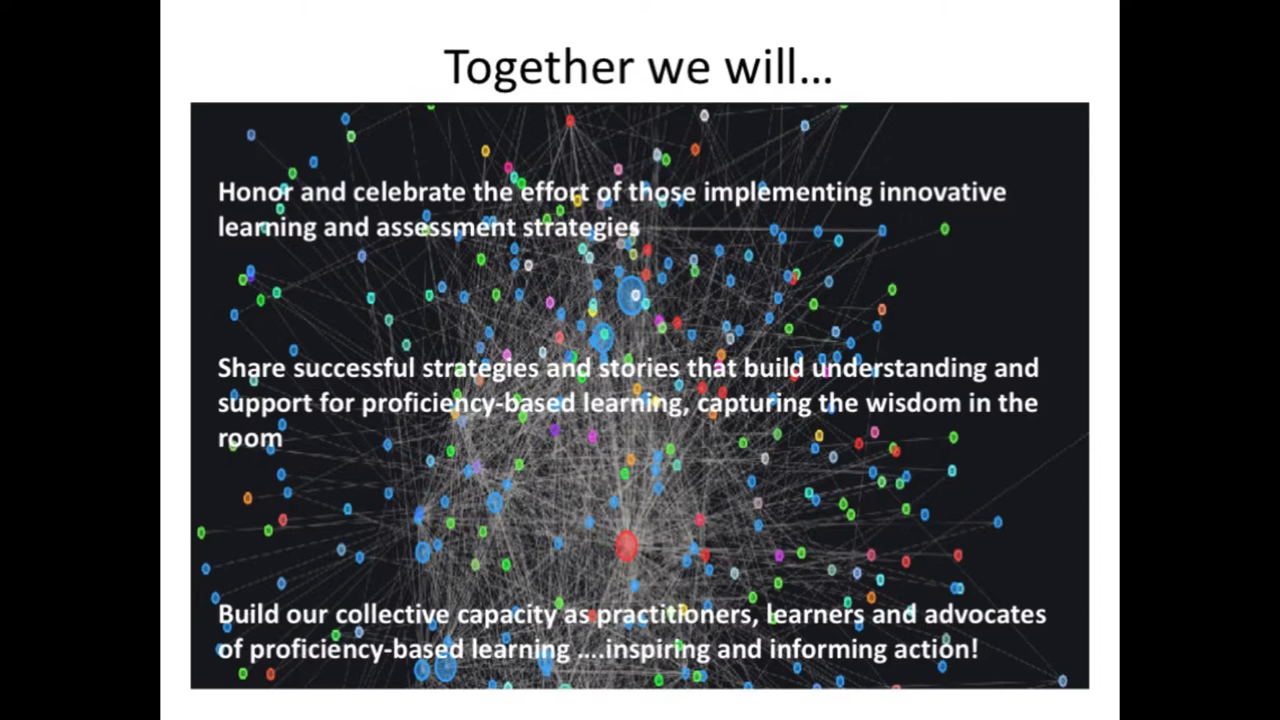 Together we will...
Honor and celebrate the effort of those implementing innovative
learning and assessment strategies
Share successful strategies and stories that build understanding and
support for proficiency-based learning, capturing the wisdom in the
room
Build our collective capacity as practitioners, learners and advocates
of proficiency-based learning ....inspiring and informing action!